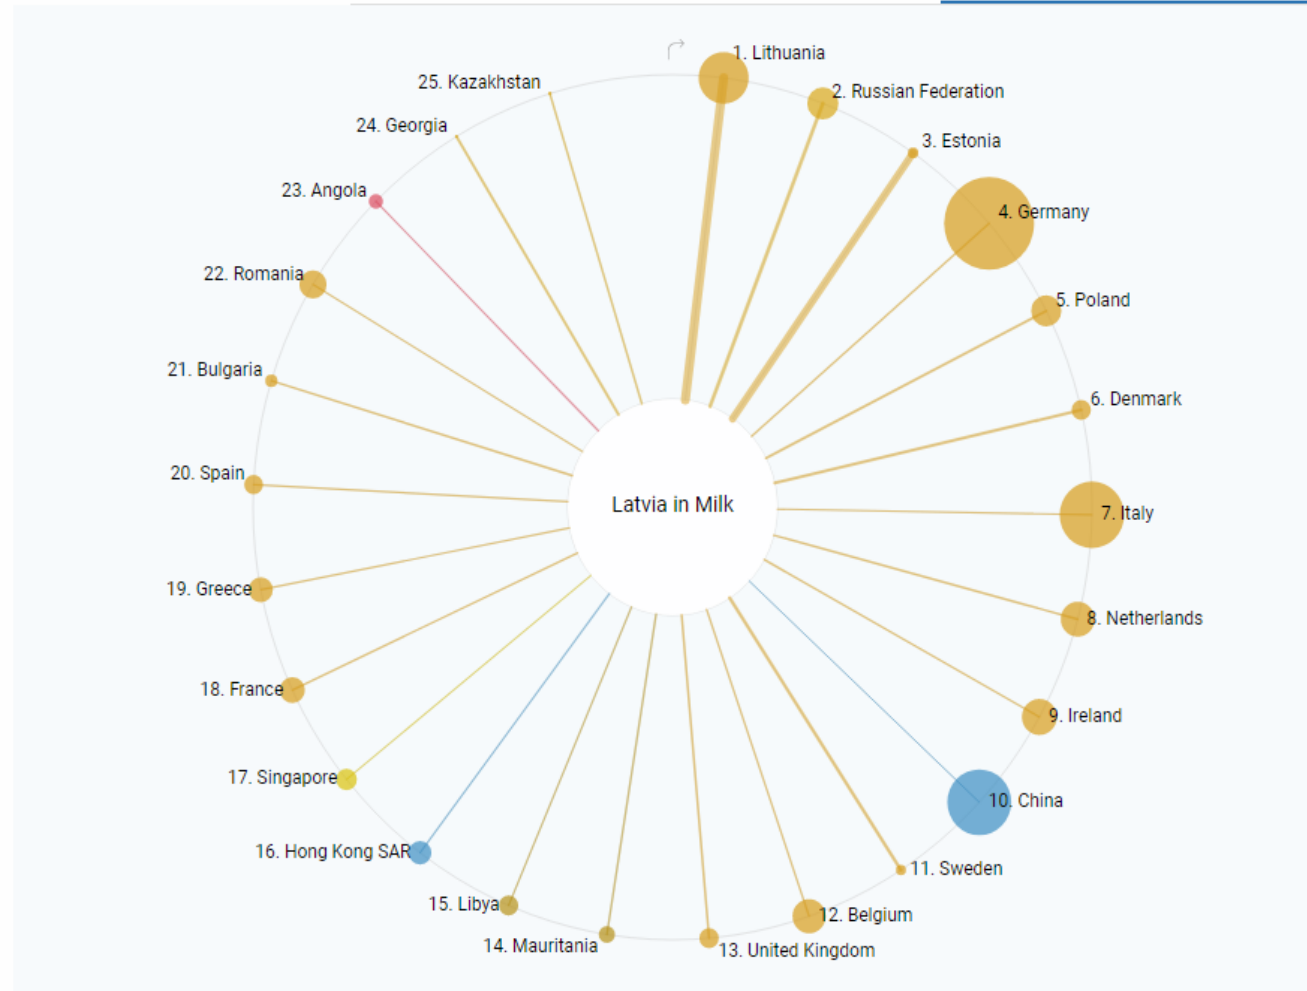 1. Lithuania
2. Russian Federation
3. Estonia
4. Germany
5. Poland
6. Denmark
7. Italy
8. Netherlands
9. Ireland
10. China
11. Sweden
12. Belgium
13. United Kingdom
14. Mauritania
15. Libya
16. Hong Kong SAR
17. Singapore
18. France
19. Greece
20. Spain
21. Bulgaria
22. Romania
23. Angola
24. Georgia
25. Kazakhstan
Latvia in Milk